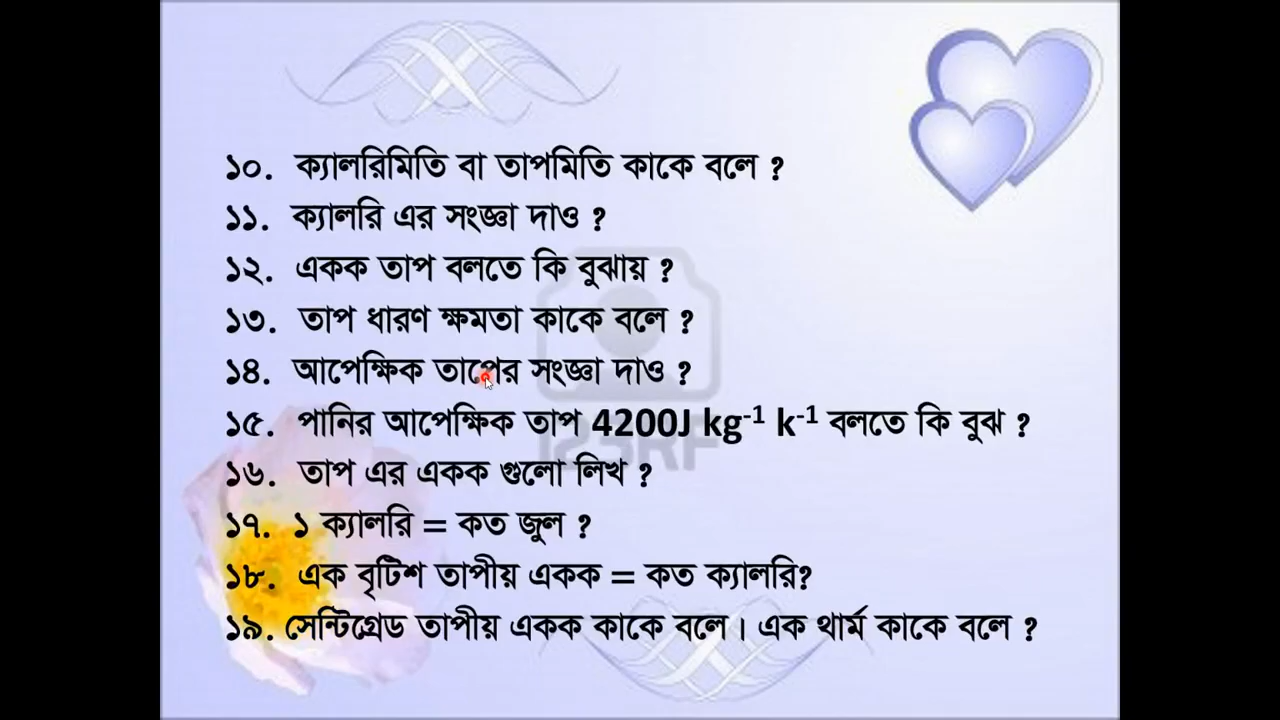 ১০. ক্যালরিমিতি বা তাপমিতি কাকে বলে ?
১১. ক্যালরি এর সংজ্ঞা দাও ?
১২. একক তাপ বলতে কি বুঝায় ?
১৩. তাপ ধারণ ক্ষমতা কাকে বলে ?
১৪. আপেক্ষিক তাপের সংজ্ঞা দাও ?
১৫. পানির আপেক্ষিক তাপ 4200J kg⁻¹ k⁻¹ বলতে কি বুঝ ?
১৬. তাপ এর একক গুলো লিখ ?
১৭. ১ ক্যালরি = কত জুল ?
১৮. এক বৃটিশ তাপীয় একক = কত ক্যালরি?
১৯. সেন্টিগ্রেড তাপীয় একক কাকে বলে। এক থার্ম কাকে বলে ?
123RF